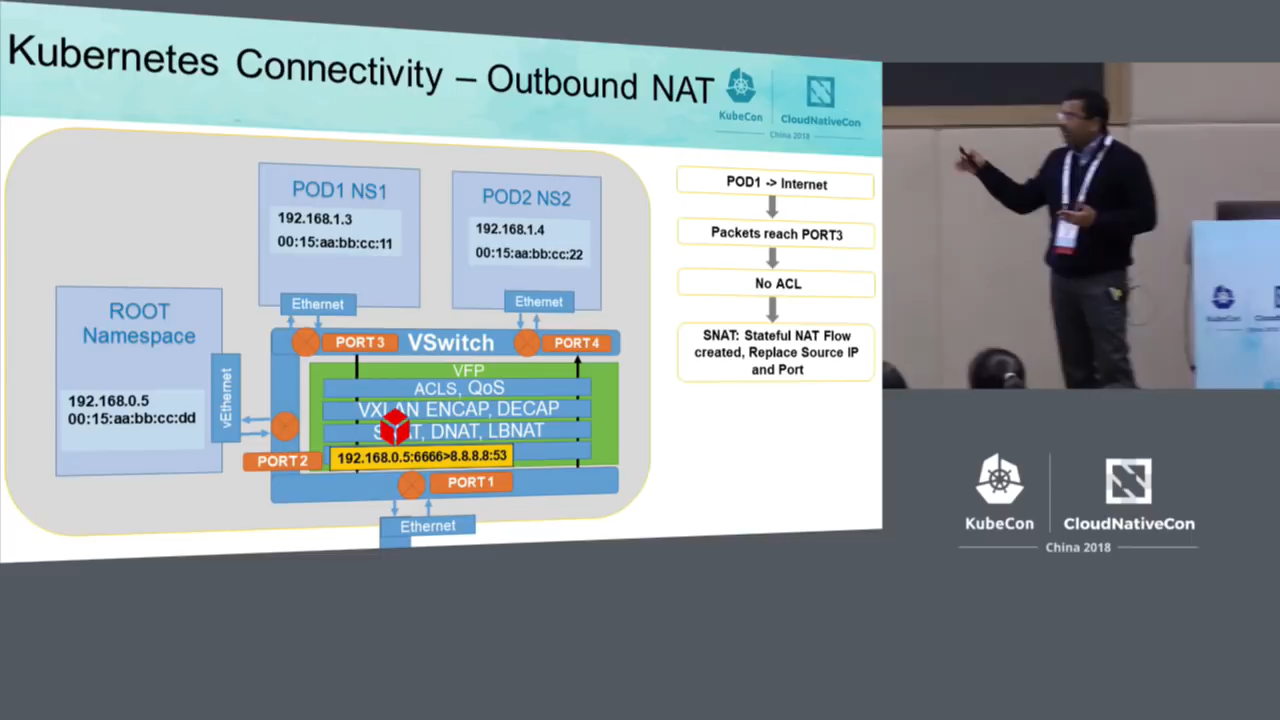 Kubernetes Connectivity – Outbound NAT
KubeCon
CloudNativeCon
China 2018
POD1 NS1
192.168.1.3
00:15:aa:bb:cc:11
Ethernet
POD2 NS2
192.168.1.4
00:15:aa:bb:cc:22
Ethernet
ROOT
Namespace
192.168.0.5
00:15:aa:bb:cc:dd
vEthernet
PORT3
VSwitch
PORT4
VFP
ACLS, QoS
VXLAN ENCAP, DECAP
DNAT, LBNAT
192.168.0.5:6666>8.8.8.8:53
PORT2
PORT1
Ethernet
POD1 -> Internet
Packets reach PORT3
No ACL
SNAT: Stateful NAT Flow
created, Replace Source IP
and Port
KubeCon
CloudNativeCon
China 2018